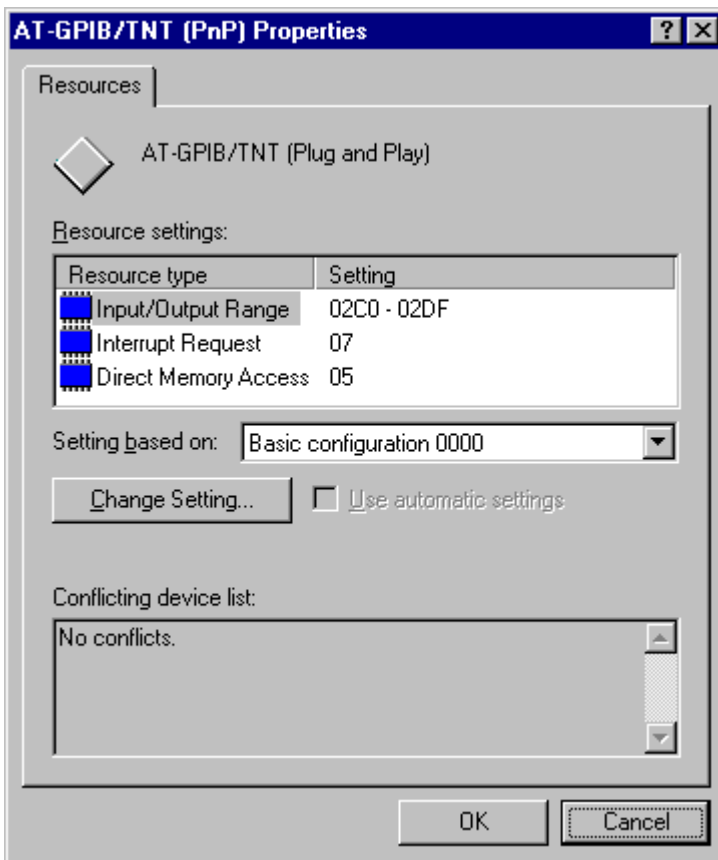 AT-GPIB/TNT (PnP) Properties
Resources
AT-GPIB/TNT (Plug and Play)
Resource settings:
Resource type Setting
Input/Output Range 02C0 - 02DF
Interrupt Request 07
Direct Memory Access 05
Setting based on: Basic configuration 0000
Change Setting... Use automatic settings
Conflicting device list:
No conflicts.
OK Cancel